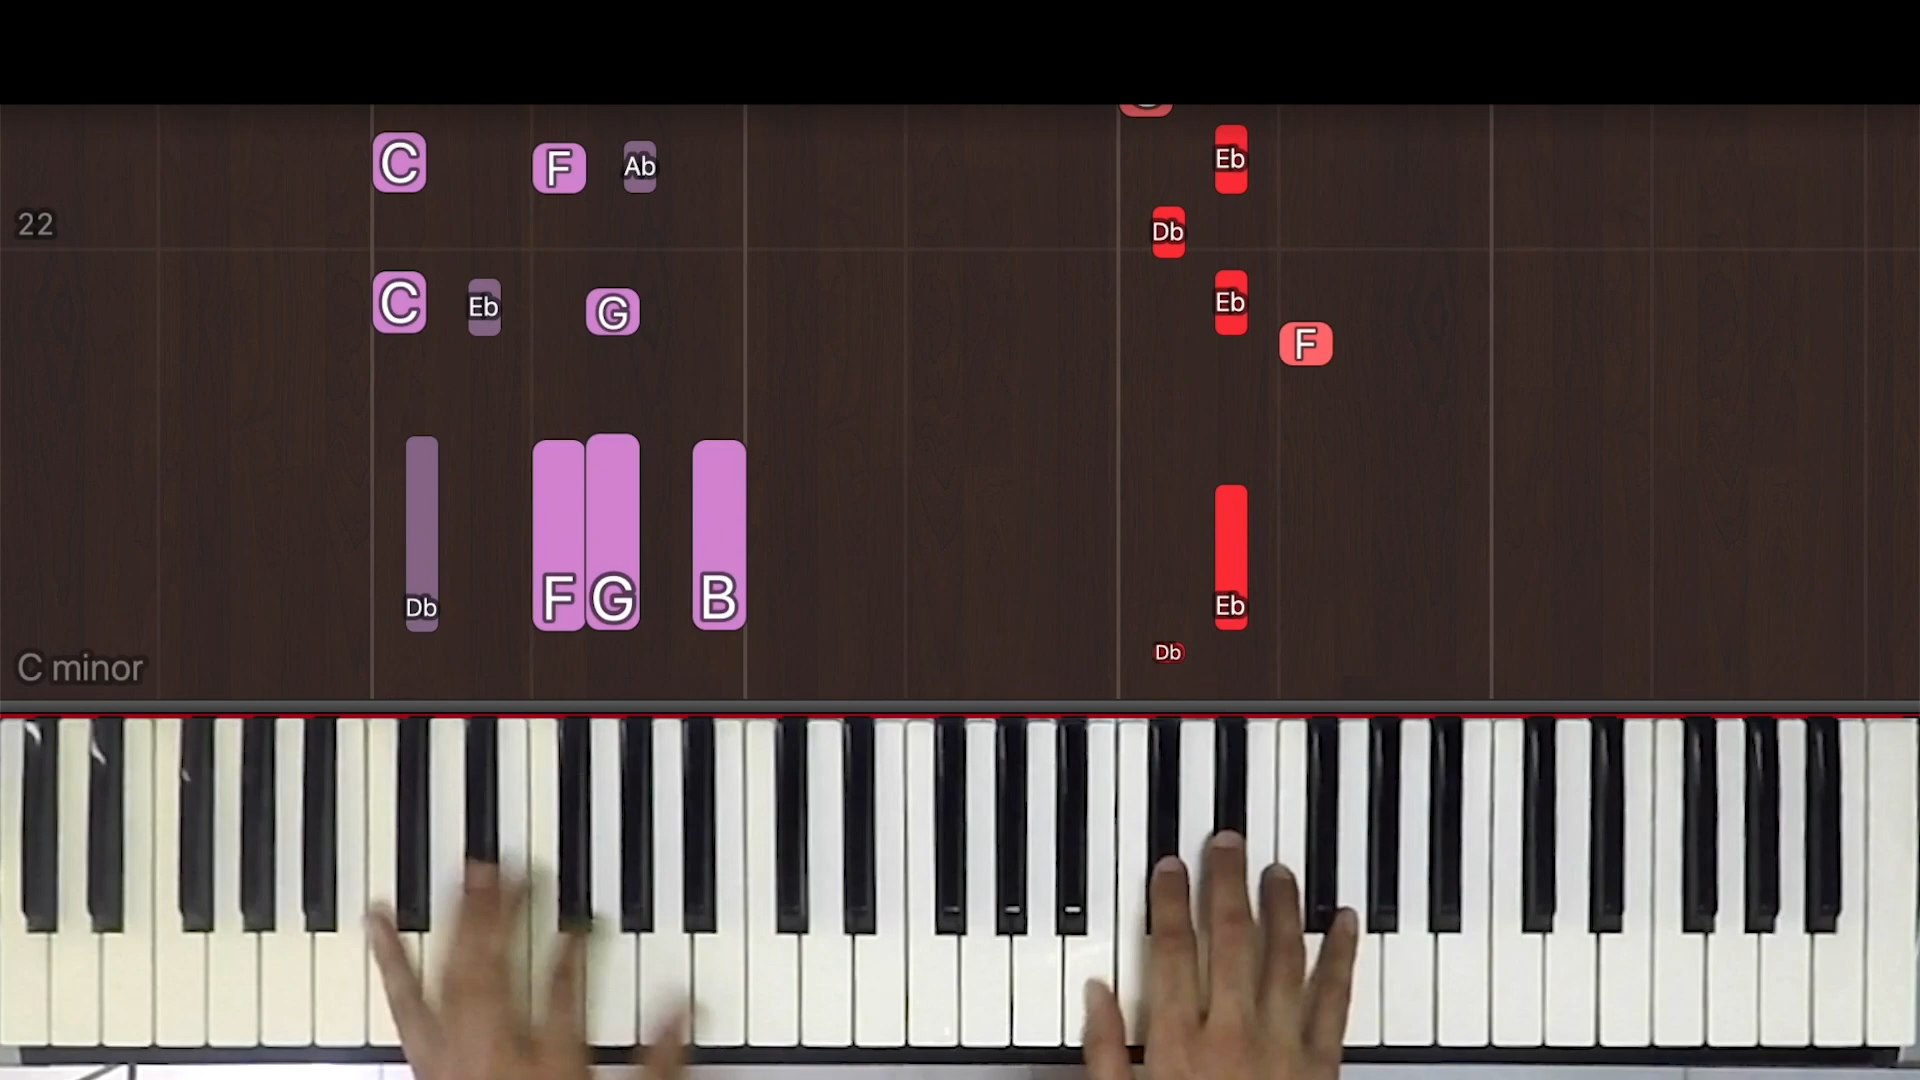 C F Ab Eb
22
Db
C Eb G Eb
F
Db F G B Eb
Db
C minor